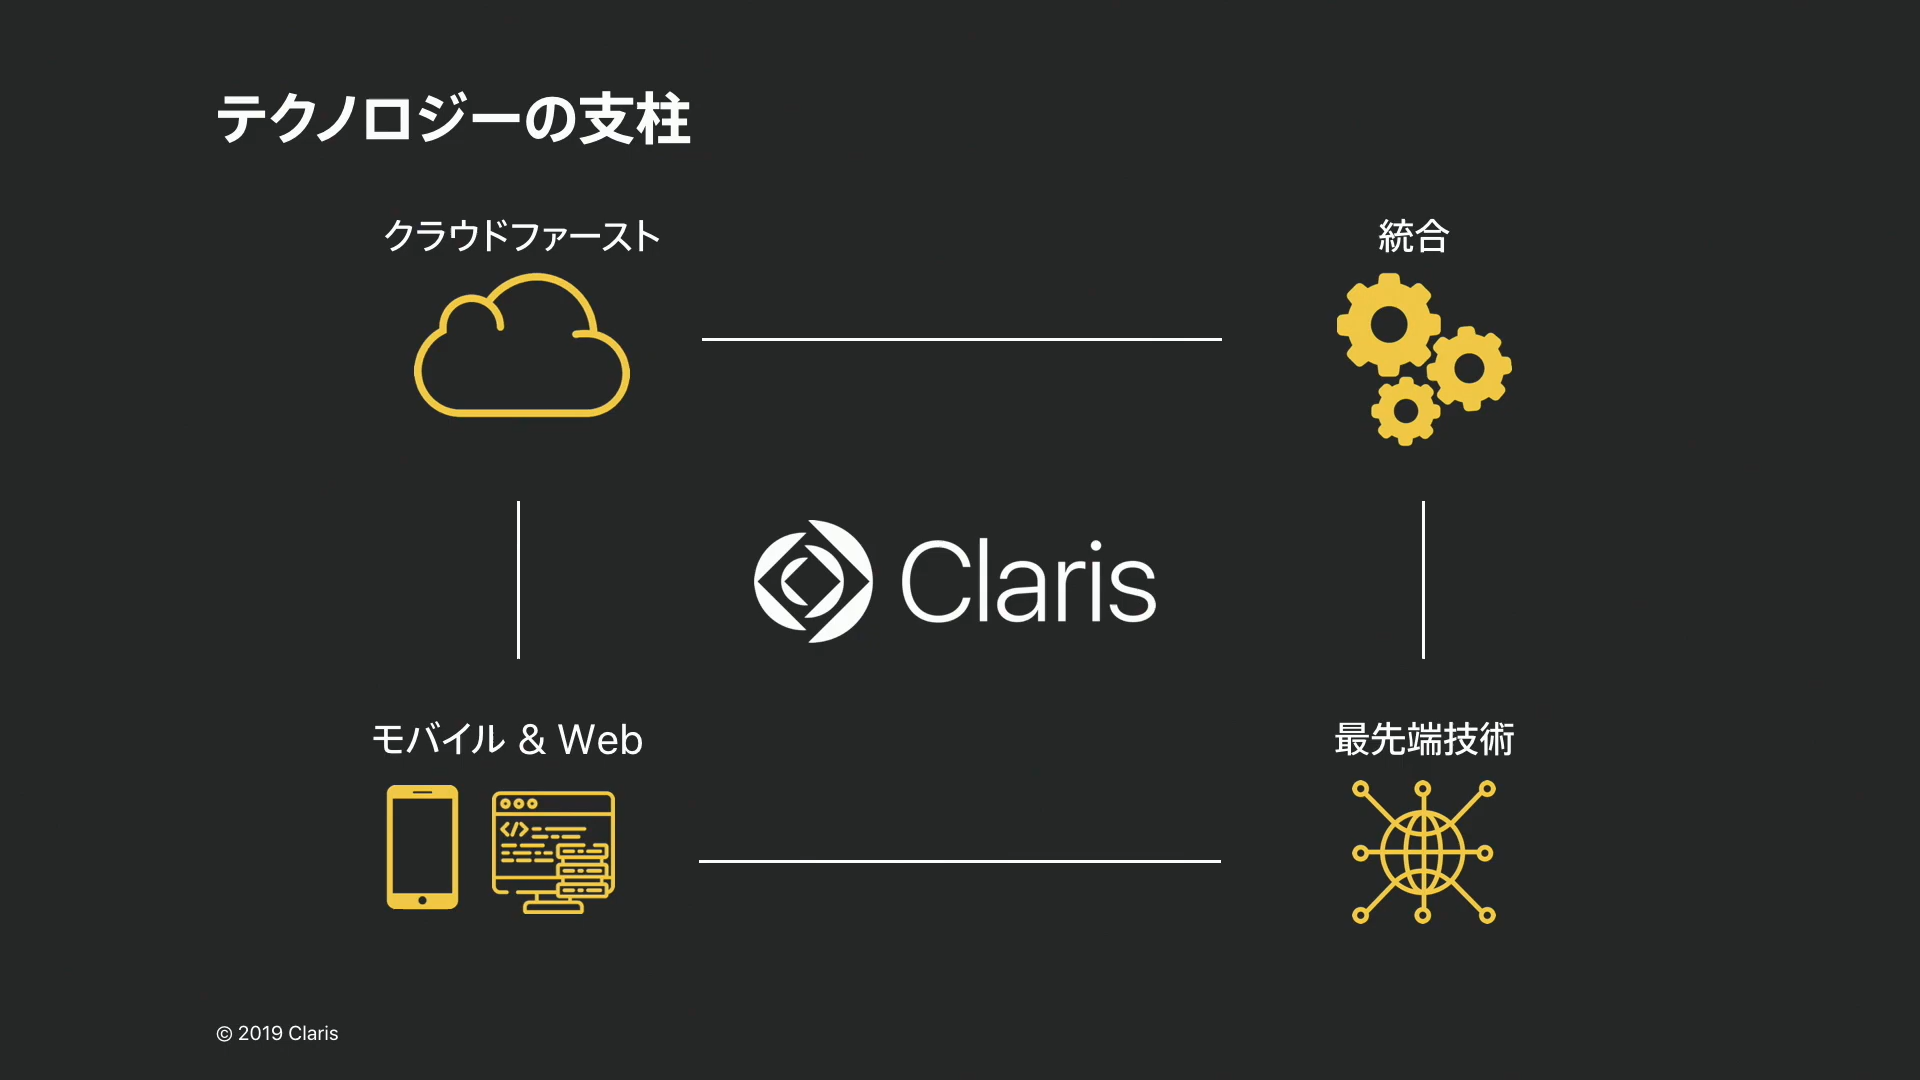 テクノロジーの支柱
クラウドファースト
統合
Claris
モバイル & Web
最先端技術
© 2019 Claris